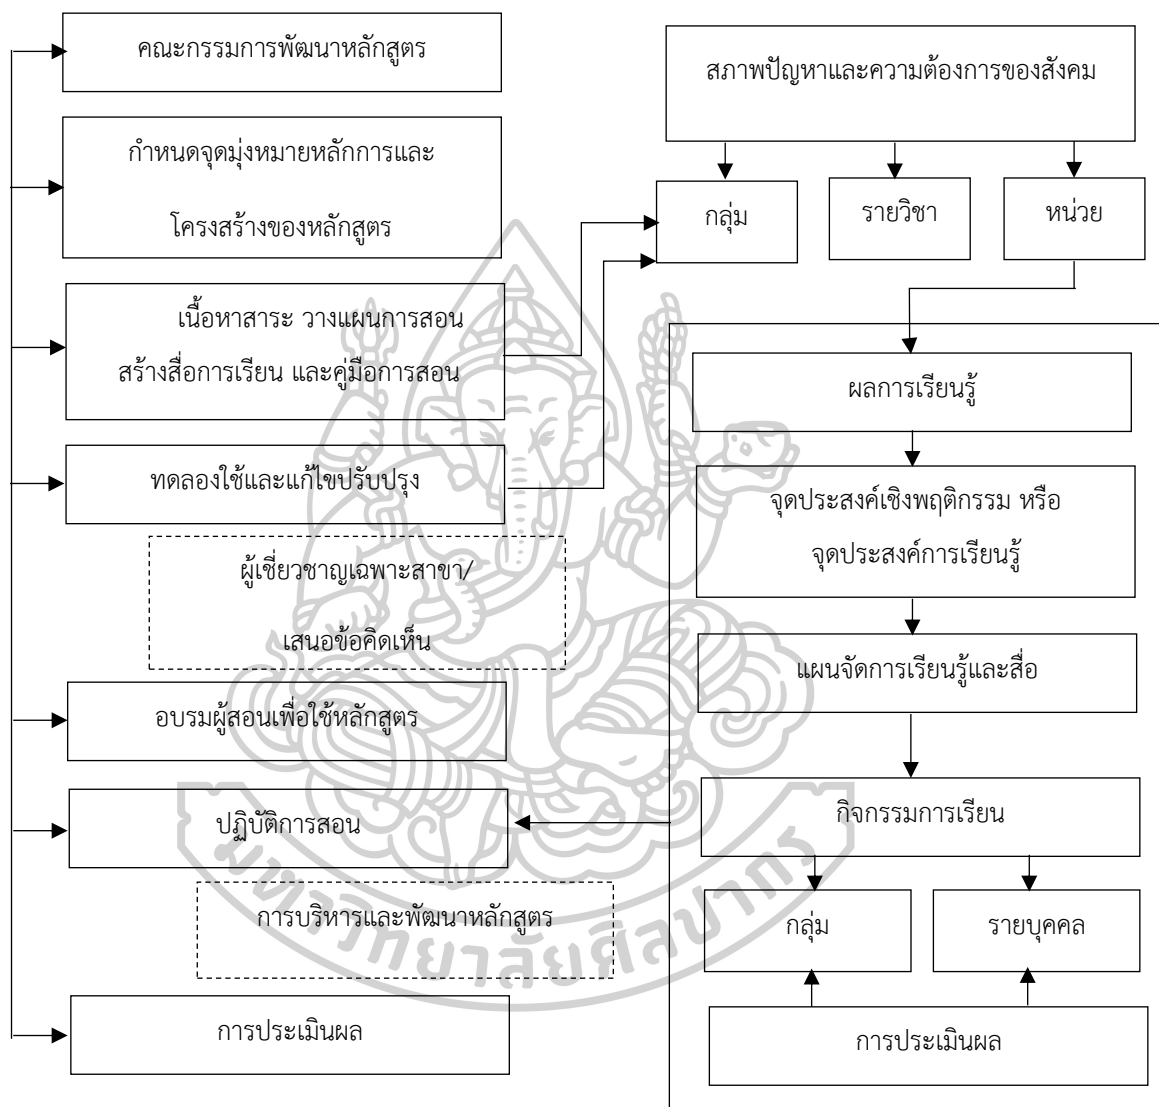 คณะกรรมการพัฒนาหลักสูตร
กำหนดจุดมุ่งหมายหลักการและ
โครงสร้างของหลักสูตร
เนื้อหาสาระ วางแผนการสอน
สร้างสื่อการเรียน และคู่มือการสอน
ทดลองใช้และแก้ไขปรับปรุง
ผู้เชี่ยวชาญเฉพาะสาขา/
เสนอข้อคิดเห็น
อบรมผู้สอนเพื่อใช้หลักสูตร
ปฏิบัติการสอน
การบริหารและพัฒนาหลักสูตร
การประเมินผล
สภาพปัญหาและความต้องการของสังคม
กลุ่ม
รายวิชา
หน่วย
ผลการเรียนรู้
จุดประสงค์เชิงพฤติกรรม หรือ
จุดประสงค์การเรียนรู้
แผนจัดการเรียนรู้และสื่อ
กิจกรรมการเรียน
กลุ่ม
รายบุคคล
การประเมินผล
มหาวิทยาลัยศิลปากร